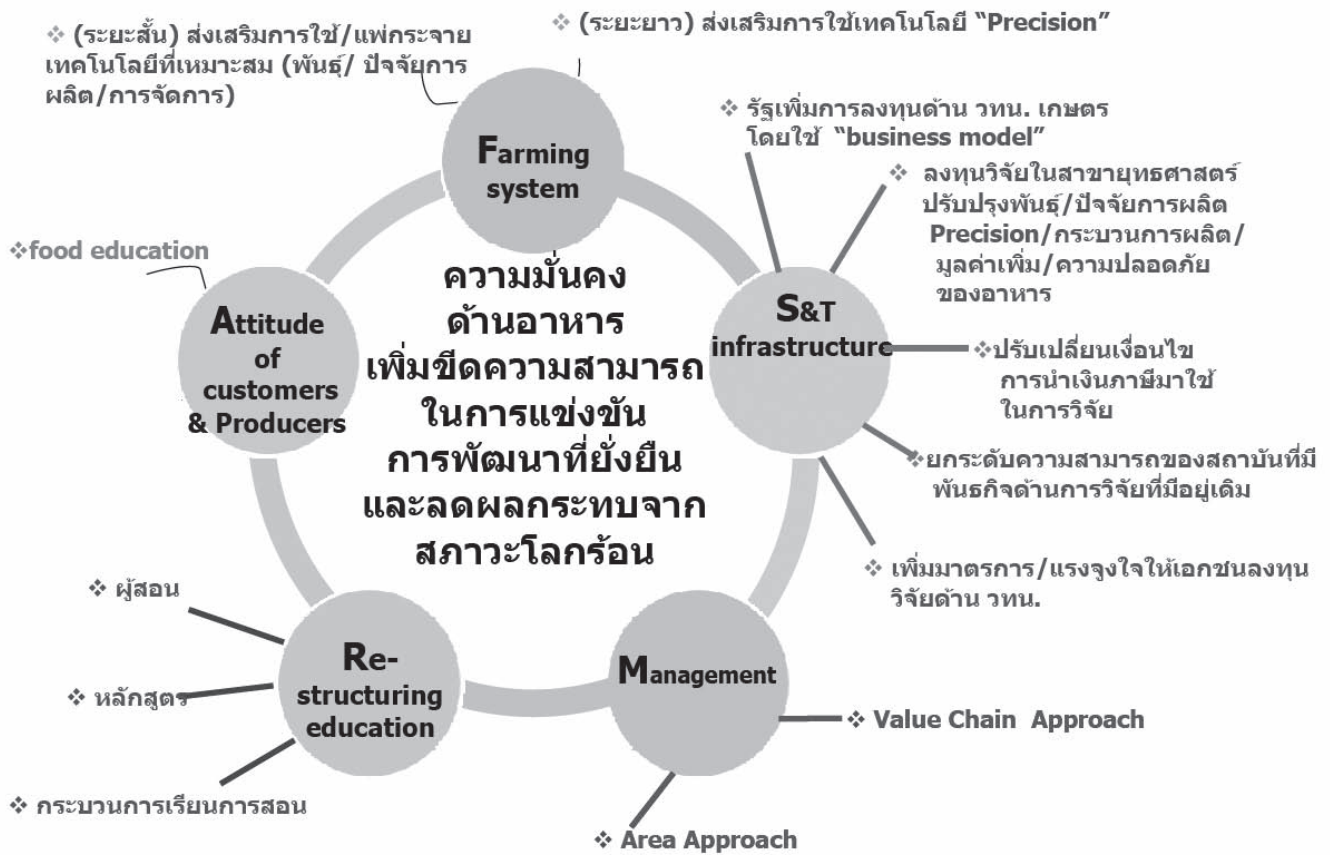 ❖ (ระยะสั้น) ส่งเสริมการใช้/แพ่กระจาย
เทคโนโลยีที่เหมาะสม (พันธุ์/ ปัจจัยการ
ผลิต/การจัดการ)
❖ (ระยะยาว) ส่งเสริมการใช้เทคโนโลยี “Precision”
Farming
system
❖ รัฐเพิ่มการลงทุนด้าน วทน. เกษตร
โดยใช้ “business model”
❖ ลงทุนวิจัยในสาขายุทธศาสตร์
ปรับปรุงพันธุ์/ปัจจัยการผลิต
Precision/กระบวนการผลิต/
มูลค่าเพิ่ม/ความปลอดภัย
ของอาหาร
S&T
infrastructure
❖ปรับเปลี่ยนเงื่อนไข
การนำเงินภาษีมาใช้
ในการวิจัย
❖ยกระดับความสามารถของสถาบันที่มี
พันธกิจด้านการวิจัยที่มีอยู่เดิม
❖ เพิ่มมาตรการ/แรงจูงใจให้เอกชนลงทุน
วิจัยด้าน วทน.
❖food education
Attitude
of
customers
& Producers
ความมั่นคง
ด้านอาหาร
เพิ่มขีดความสามารถ
ในการแข่งขัน
การพัฒนาที่ยั่งยืน
และลดผลกระทบจาก
สภาวะโลกร้อน
❖ ผู้สอน
❖ หลักสูตร
❖ กระบวนการเรียนการสอน
Re-
structuring
education
Management
❖ Value Chain Approach
❖ Area Approach